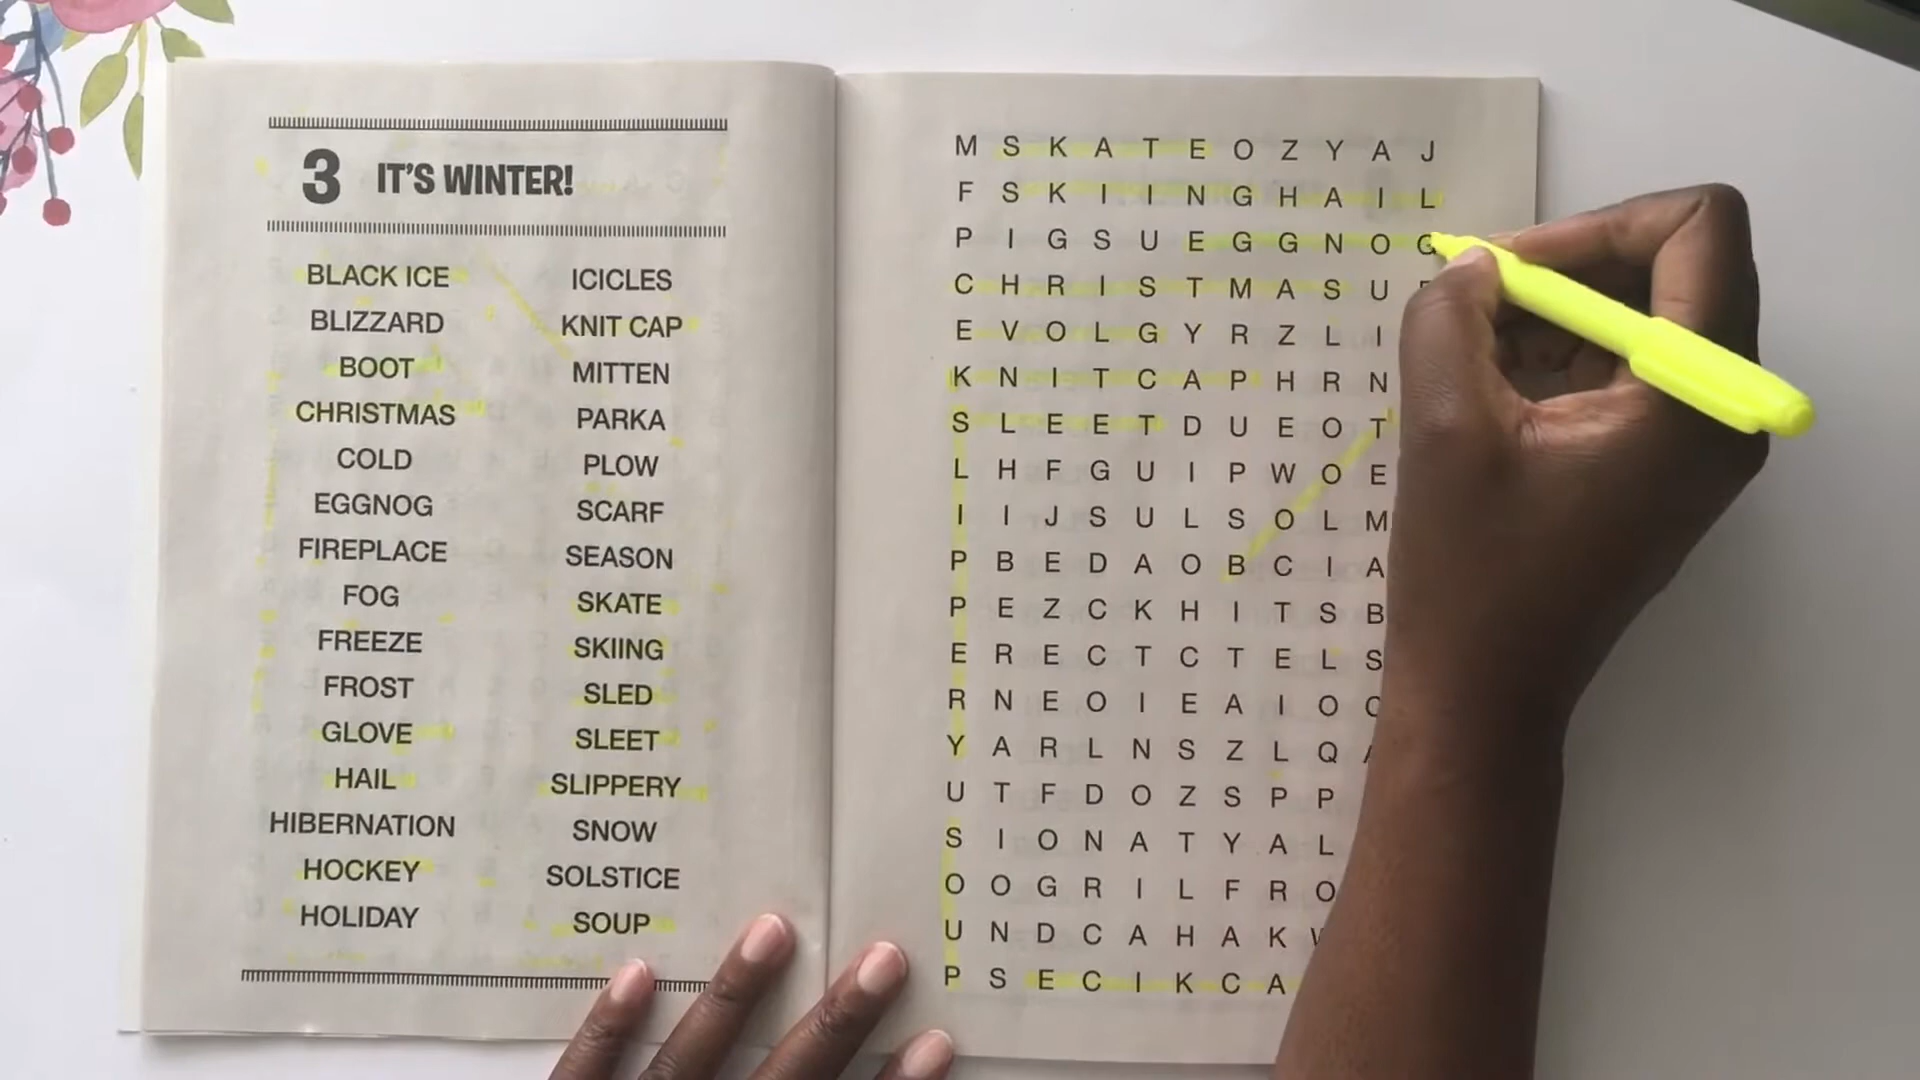 3 IT'S WINTER!
BLACK ICE
BLIZZARD
BOOT
CHRISTMAS
COLD
EGGNOG
FIREPLACE
FOG
FREEZE
FROST
GLOVE
HAIL
HIBERNATION
HOCKEY
HOLIDAY
ICICLES
KNIT CAP
MITTEN
PARKA
PLOW
SCARF
SEASON
SKATE
SKIING
SLED
SLEET
SLIPPERY
SNOW
SOLSTICE
SOUP
M S K A T E O Z Y A J
F S K I I N G H A I L
P I G S U E G G N O G
C H R I S T M A S U
E V O L G Y R Z L I
K N I T C A P H R N
S L E E T D U E O T
L H F G U I P W O E
I I J S U L S O L M
P B E D A O B C I A
P E Z C K H I T S B
E R E C T C T E L S
R N E O I E A I O
Y A R L N S Z L Q
U T F D O Z S P P
S I O N A T Y A L
O O G R I L F R O
U N D C A H A K
P S E C I K C A